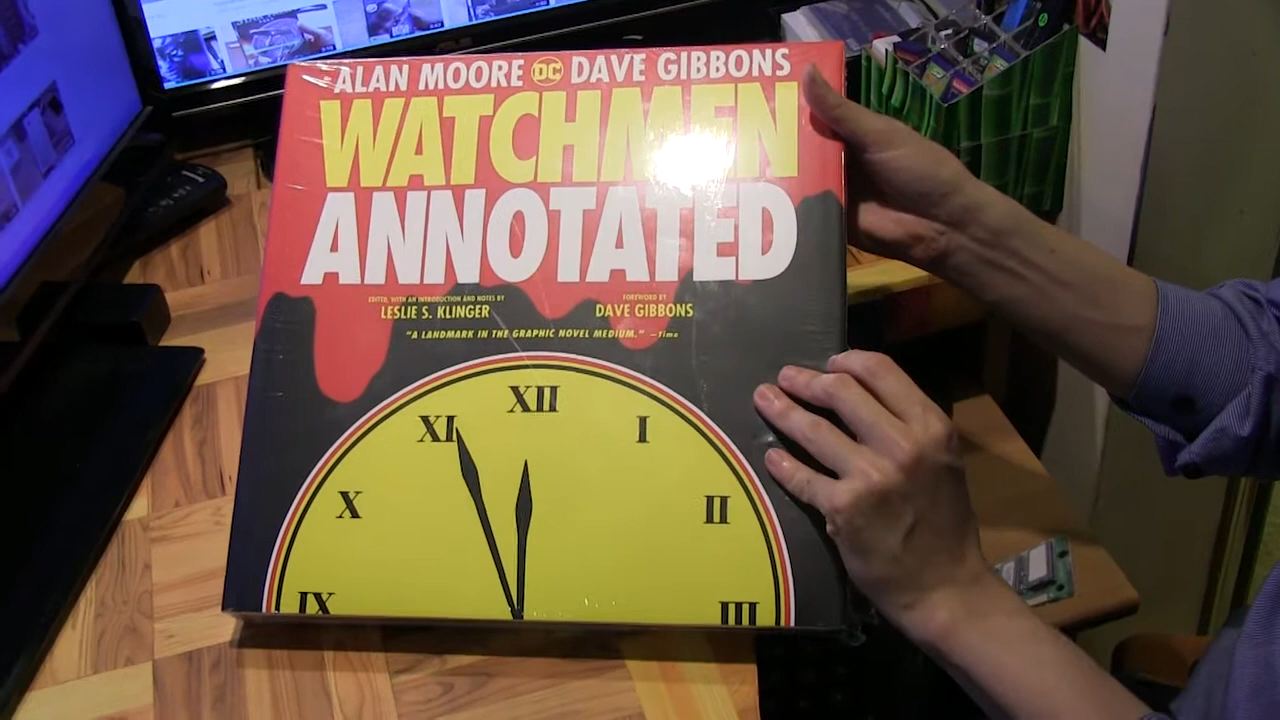 ALAN MOORE DC DAVE GIBBONS
WATCHMEN
ANNOTATED
EDITED, WITH AN INTRODUCTION AND NOTES BY
LESLIE S. KLINGER
FOREWORD BY
DAVE GIBBONS
"A LANDMARK IN THE GRAPHIC NOVEL MEDIUM." —Time
XII
XI
I
X
II
IX
III